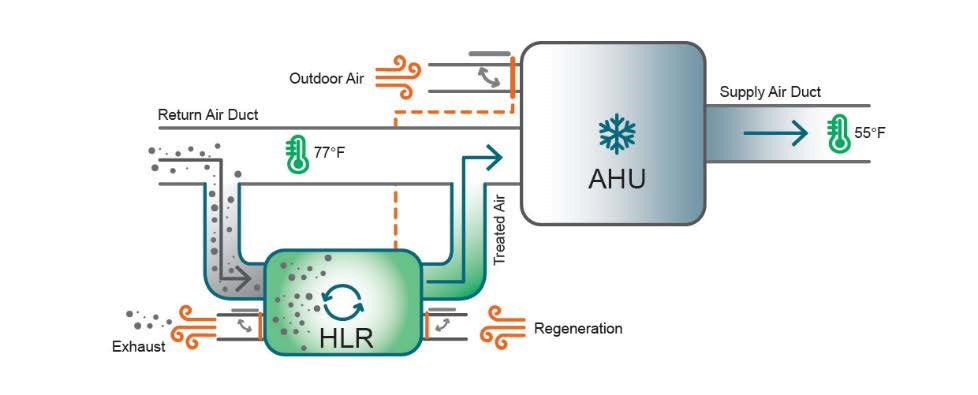 Outdoor Air
Supply Air Duct
Return Air Duct
77°F
55°F
AHU
Treated Air
HLR
Exhaust
Regeneration